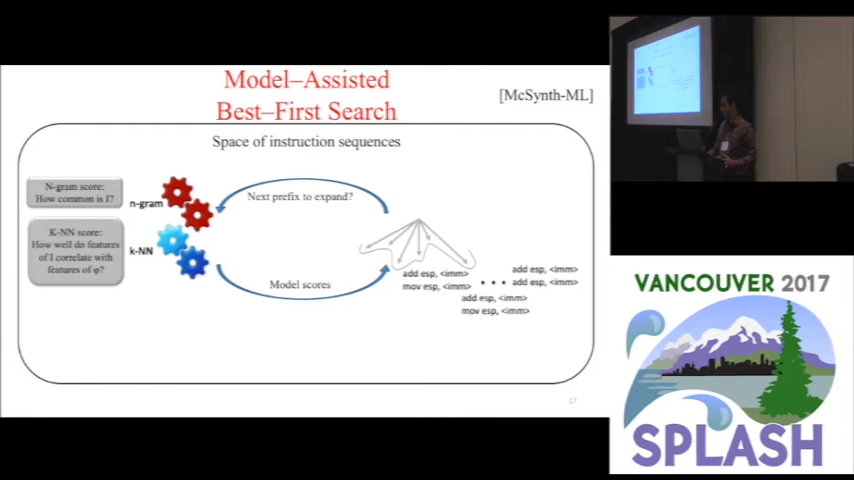 Model–Assisted
Best–First Search
[McSynth-ML]
Space of instruction sequences
N-gram score:
How common is I?
n-gram
K-NN score:
How well do features
of I correlate with
features of φ?
k-NN
Next prefix to expand?
Model scores
add esp, <imm>
mov esp, <imm>
• • •
add esp, <imm>
add esp, <imm>
add esp, <imm>
mov esp, <imm>
17
VANCOUVER 2017
SPLASH